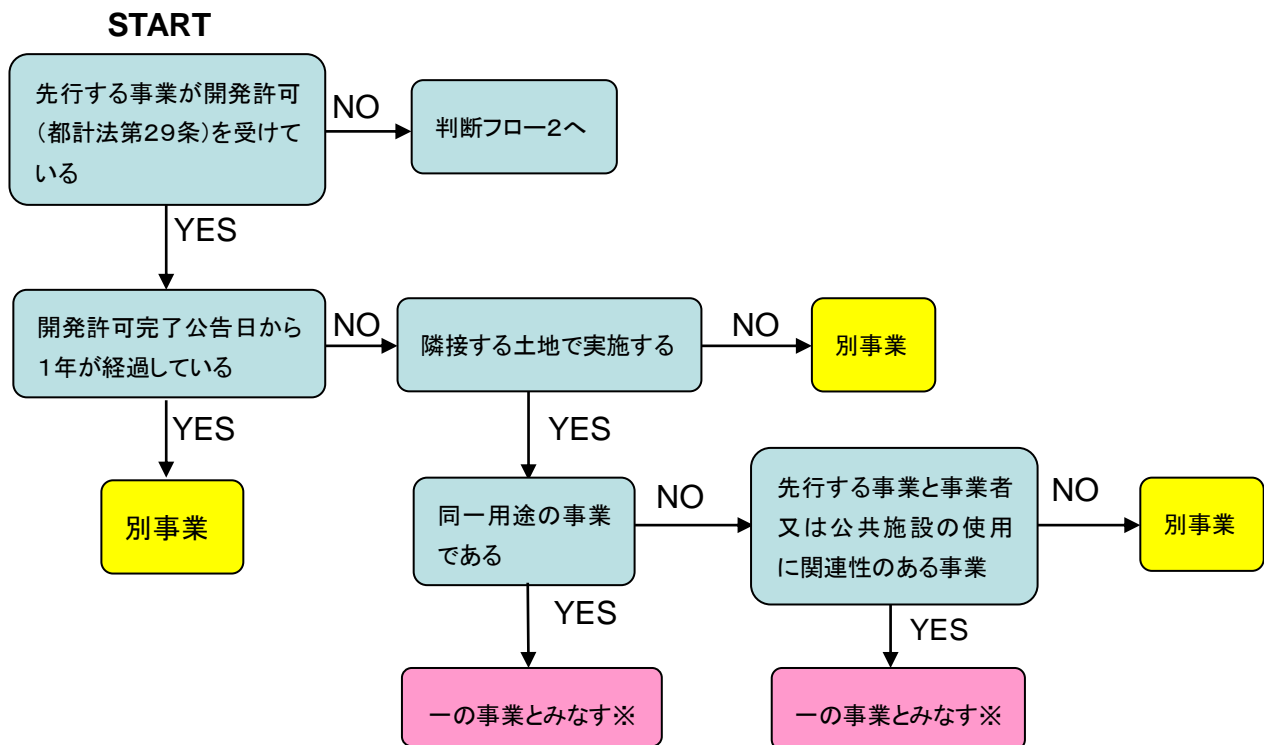 START
先行する事業が開発許可
（都計法第２９条）を受けて
いる
NO
判断フロー２へ
YES
開発許可完了公告日から
１年が経過している
NO
隣接する土地で実施する
NO
別事業
YES
別事業
YES
同一用途の事業
である
NO
先行する事業と事業者
又は公共施設の使用
に関連性のある事業
NO
別事業
YES
一の事業とみなす※
YES
一の事業とみなす※